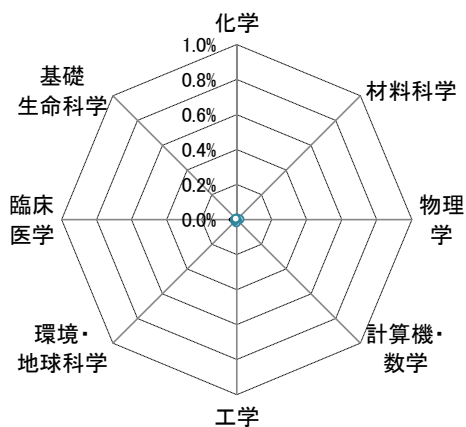 化学
1.0%
0.8%
0.6%
0.4%
0.2%
0.0%
材料科学
物理
学
計算機・
数学
工学
環境・
地球科学
臨床
医学
基礎
生命科学